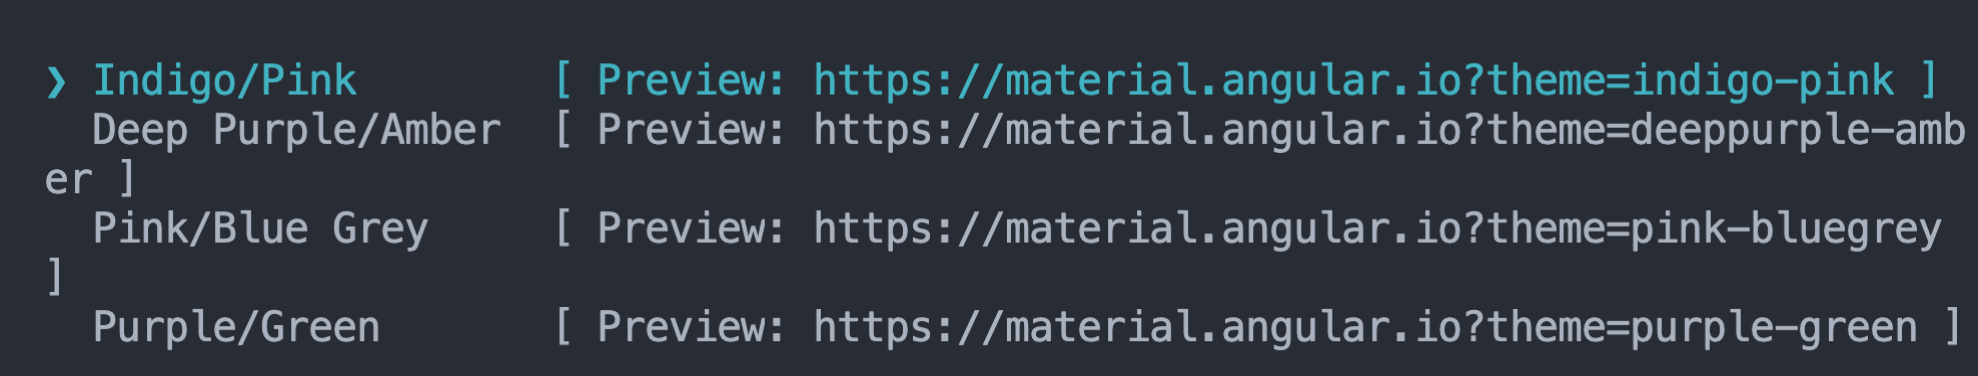 ❯ Indigo/Pink        [ Preview: https://material.angular.io?theme=indigo-pink ]
  Deep Purple/Amber  [ Preview: https://material.angular.io?theme=deeppurple-amb
er ]
  Pink/Blue Grey     [ Preview: https://material.angular.io?theme=pink-bluegrey
]
  Purple/Green       [ Preview: https://material.angular.io?theme=purple-green ]